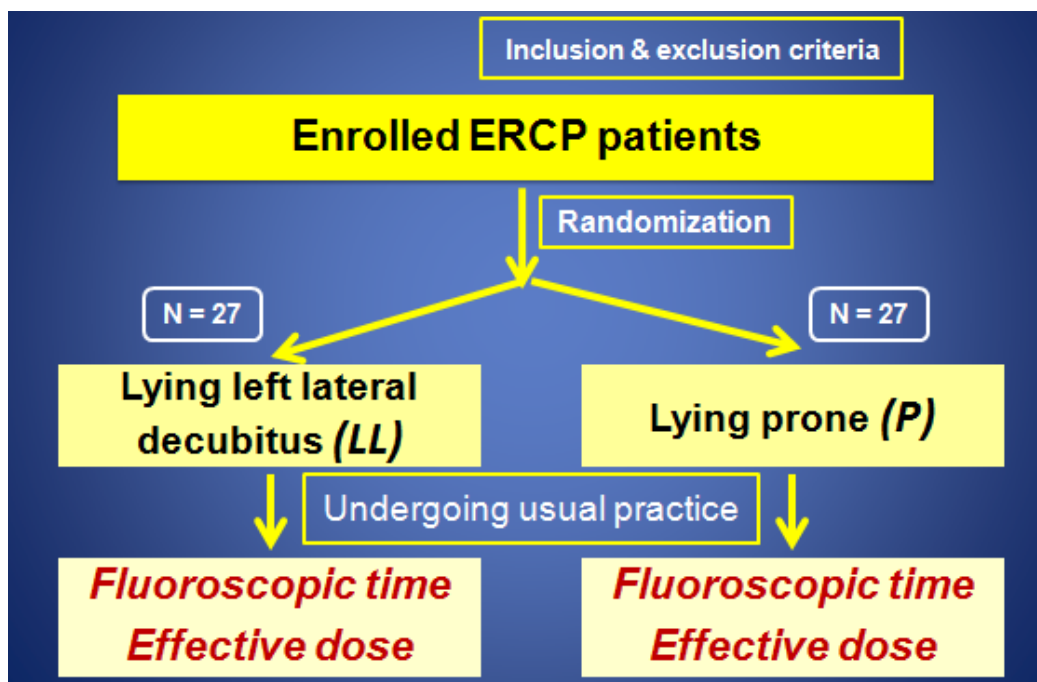 Inclusion & exclusion criteria
Enrolled ERCP patients
Randomization
N = 27
N = 27
Lying left lateral
decubitus (LL)
Lying prone (P)
Undergoing usual practice
Fluoroscopic time
Effective dose
Fluoroscopic time
Effective dose